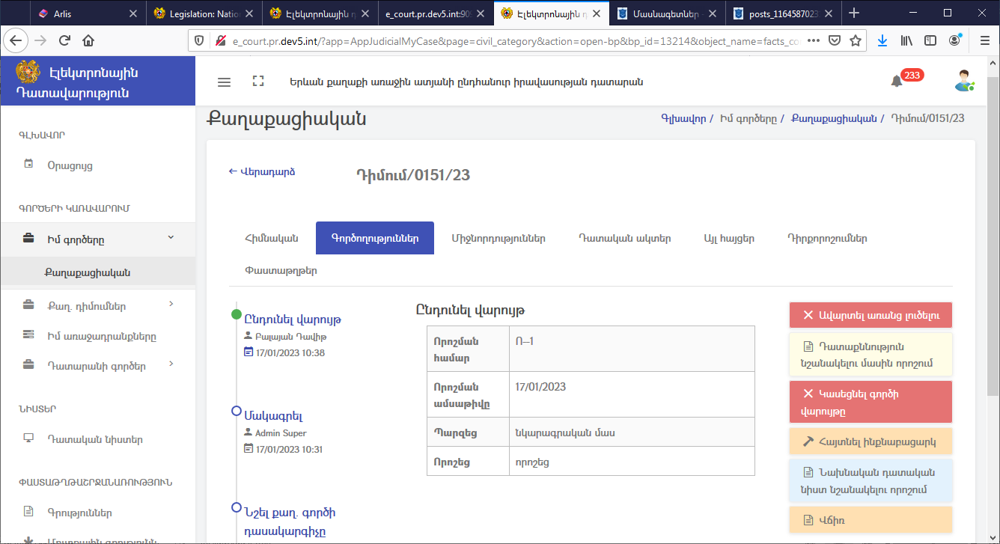 Arlis
Legislation: Natio
Էլեկտրոնային դ
e_court.pr.dev5.int:90
Էլեկտրոնային դ
Մասնագետներ
posts_1164587023
e_court.pr.dev5.int/?app=AppJudicialMyCase&page=civil_category&action=open-bp&bp_id=13214&object_name=facts_co
Էլեկտրոնային
Դատավարություն
Երևան քաղաքի առաջին ատյանի ընդհանուր իրավասության դատարան
233
Քաղաքացիական
Գլխավոր / Իմ գործերը / Քաղաքացիական / Դիմում/0151/23
ԳԼԽԱՎՈՐ
Օրացույց
ԳՈՐԾԵՐԻ ԿԱՌԱՎԱՐՈՒՄ
Իմ գործերը
Քաղաքացիական
Քաղ. դիմումներ
Իմ առաջադրանքները
Դատարանի գործեր
ՆԻՍՏԵՐ
Դատական նիստեր
ՓԱՍՏԱԹՂԹԱՇՐՋԱՆԱՌՈՒԹՅՈՒՆ
Գրություններ
← Վերադարձ
Դիմում/0151/23
Հիմնական
Գործողություններ
Միջնորդություններ
Դատական ակտեր
Այլ հայցեր
Դիրքորոշումներ
Փաստաթղթեր
Ընդունել վարույթ
Բալայան Դավիթ
17/01/2023 10:38
Մակագրել
Admin Super
17/01/2023 10:31
Նշել քաղ. գործի
դասակարգիչը
Ընդունել վարույթ
Որոշման
համար
Ո—1
Որոշման
ամսաթիվը
17/01/2023
Պարզեց
նկարագրական մաս
Որոշեց
որոշեց
Ավարտել առանց լուծելու
Դատաքննություն
նշանակելու մասին որոշում
Կասեցնել գործի
վարույթը
Հայտնել ինքնաբացարկ
Նախնական դատական
նիստ նշանակելու որոշում
Վճիռ